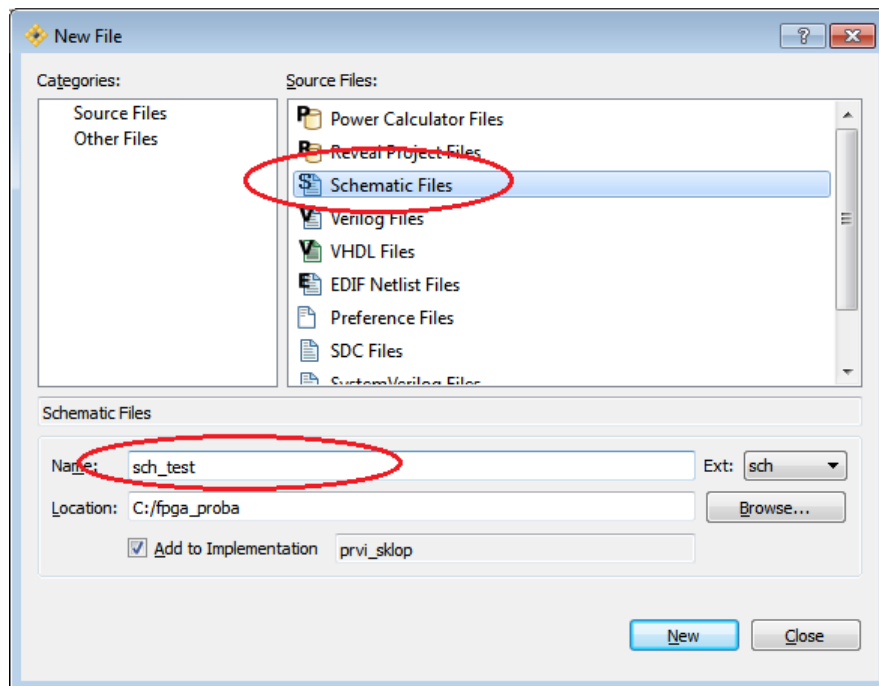 New File
Categories:
Source Files:
Source Files
Other Files
Power Calculator Files
Reveal Project Files
Schematic Files
Verilog Files
VHDL Files
EDIF Netlist Files
Preference Files
SDC Files
SystemVerilog Files
Schematic Files
Name: sch_test Ext: sch
Location: C:/fpga_proba Browse...
Add to Implementation prvi_sklop
New Close